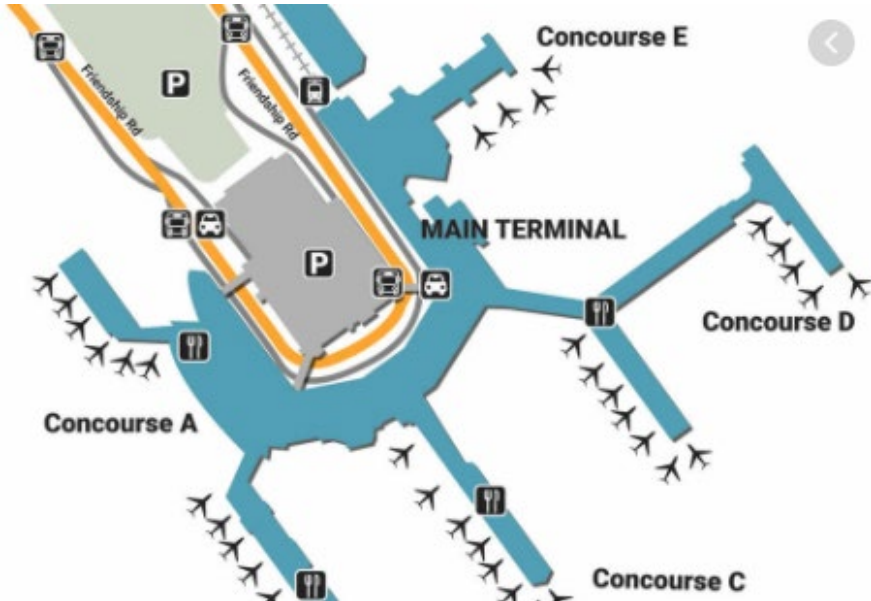 Concourse E
P
Friendship Rd
Friendship Rd
MAIN TERMINAL
P
Concourse D
Concourse A
Concourse C